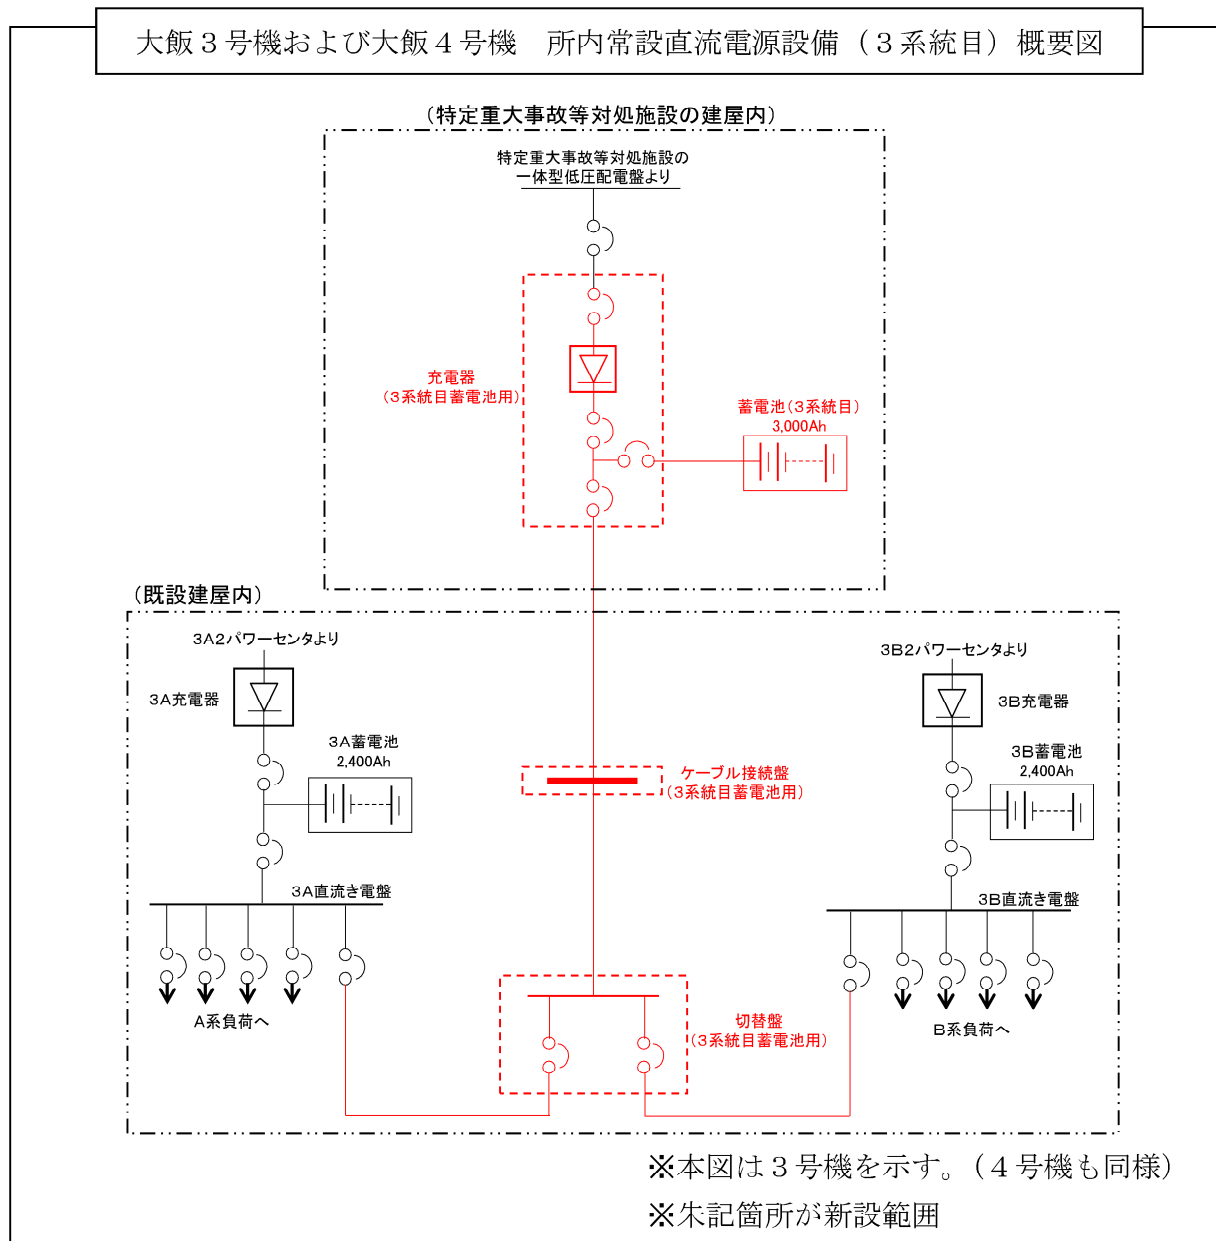 大飯３号機および大飯４号機　所内常設直流電源設備（３系統目）概要図
（特定重大事故等対処施設の建屋内）
特定重大事故等対処施設の
一体型低圧配電盤より
充電器
（3系統目蓄電池用）
蓄電池（3系統目）
3,000Ah
（既設建屋内）
3A2パワーセンタより
3A充電器
3A蓄電池
2,400Ah
3A直流き電盤
A系負荷へ
ケーブル接続盤
（3系統目蓄電池用）
切替盤
（3系統目蓄電池用）
3B2パワーセンタより
3B充電器
3B蓄電池
2,400Ah
3B直流き電盤
B系負荷へ
※本図は３号機を示す。（４号機も同様）
※朱記箇所が新設範囲